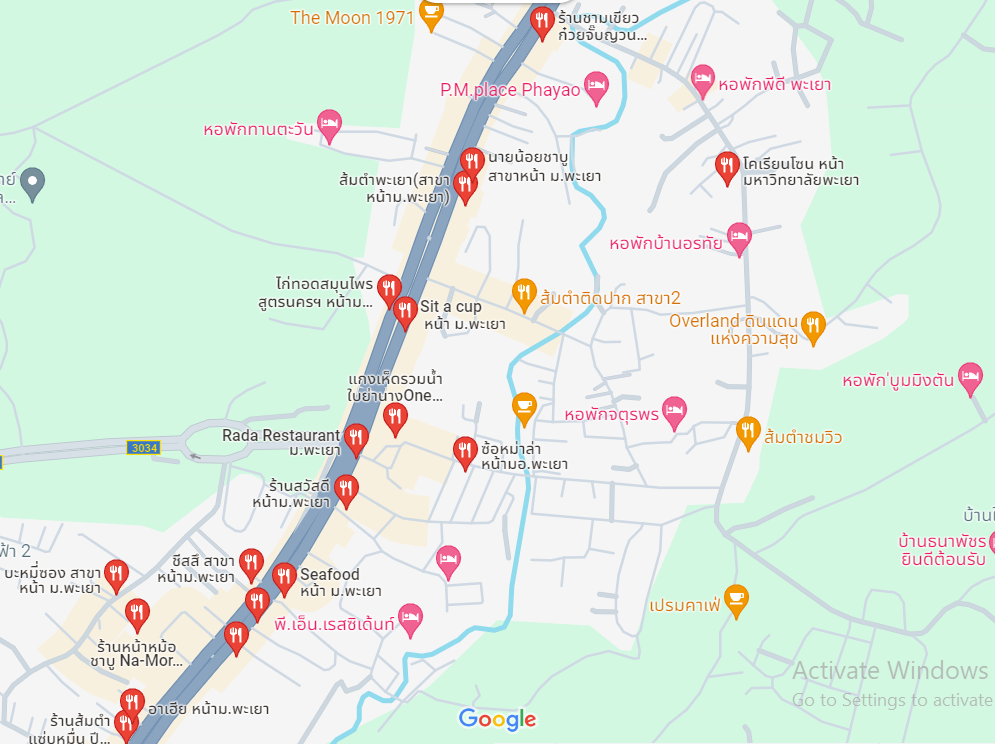 The Moon 1971
ร้านชามเขียว
ก๋วยจั๊บญวน...
P.M.place Phayao
หอพักพีดี พะเยา
หอพักทานตะวัน
นายน้อยชาบู
สาขาหน้า ม.พะเยา
โคเรียนโซน หน้า
มหาวิทยาลัยพะเยา
ส้มตำพะเยา(สาขา
หน้าม.พะเยา)
หอพักบ้านอรทัย
ไก่ทอดสมุนไพร
สูตรนครฯ หน้าม...
Sit a cup
หน้า ม.พะเยา
ส้มตำติดปาก สาขา2
Overland ดินแดน
แห่งความสุข
แกงเห็ดรวมน้ำ
ใบย่านางOne...
หอพัก'บูมมิงตัน
หอพักจตุรพร
Rada Restaurant
ม.พะเยา
3034
ซ้อหม่าล่า
หน้ามอ.พะเยา
ส้มตำชมวิว
ร้านสวัสดี
หน้าม.พะเยา
ฟ้า 2
บะหมี่ซอง สาขา
หน้า ม.พะเยา
ชีสสึ สาขา
หน้าม.พะเยา
Seafood
หน้า ม.พะเยา
บ้านธนาพัชร
ยินดีต้อนรับ
เปรมคาเฟ่
พี.เอ็น.เรสซิเด้นท์
ร้านหน้าหม้อ
ชาบู Na-Mor...
อาเฮีย หน้าม.พะเยา
ร้านส้มตำ
แซ่บหมื่น ปี...
Google
Activate Windows
Go to Settings to activate